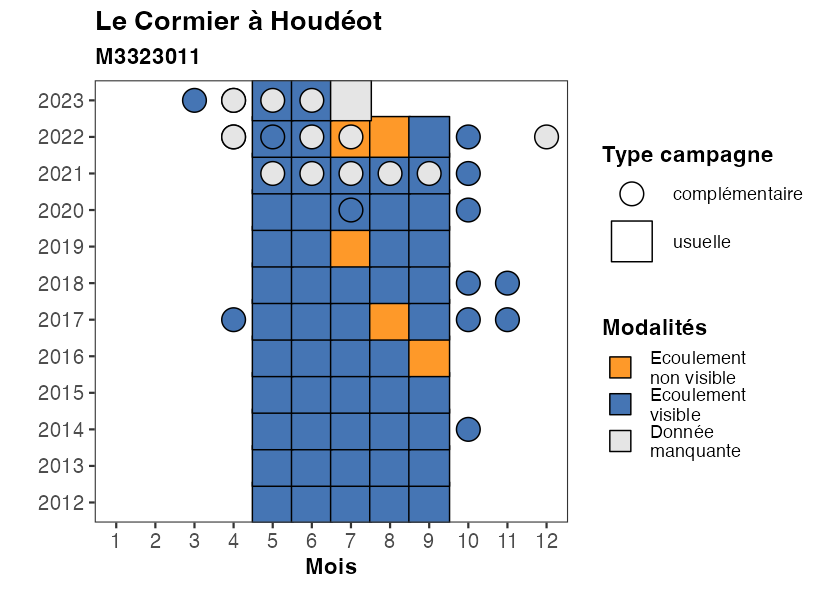 Le Cormier à Houdéot
M3323011
2023
2022
2021
2020
2019
2018
2017
2016
2015
2014
2013
2012
1 2 3 4 5 6 7 8 9 10 11 12
Mois
Type campagne
complémentaire
usuelle
Modalités
Ecoulement
non visible
Ecoulement
visible
Donnée
manquante